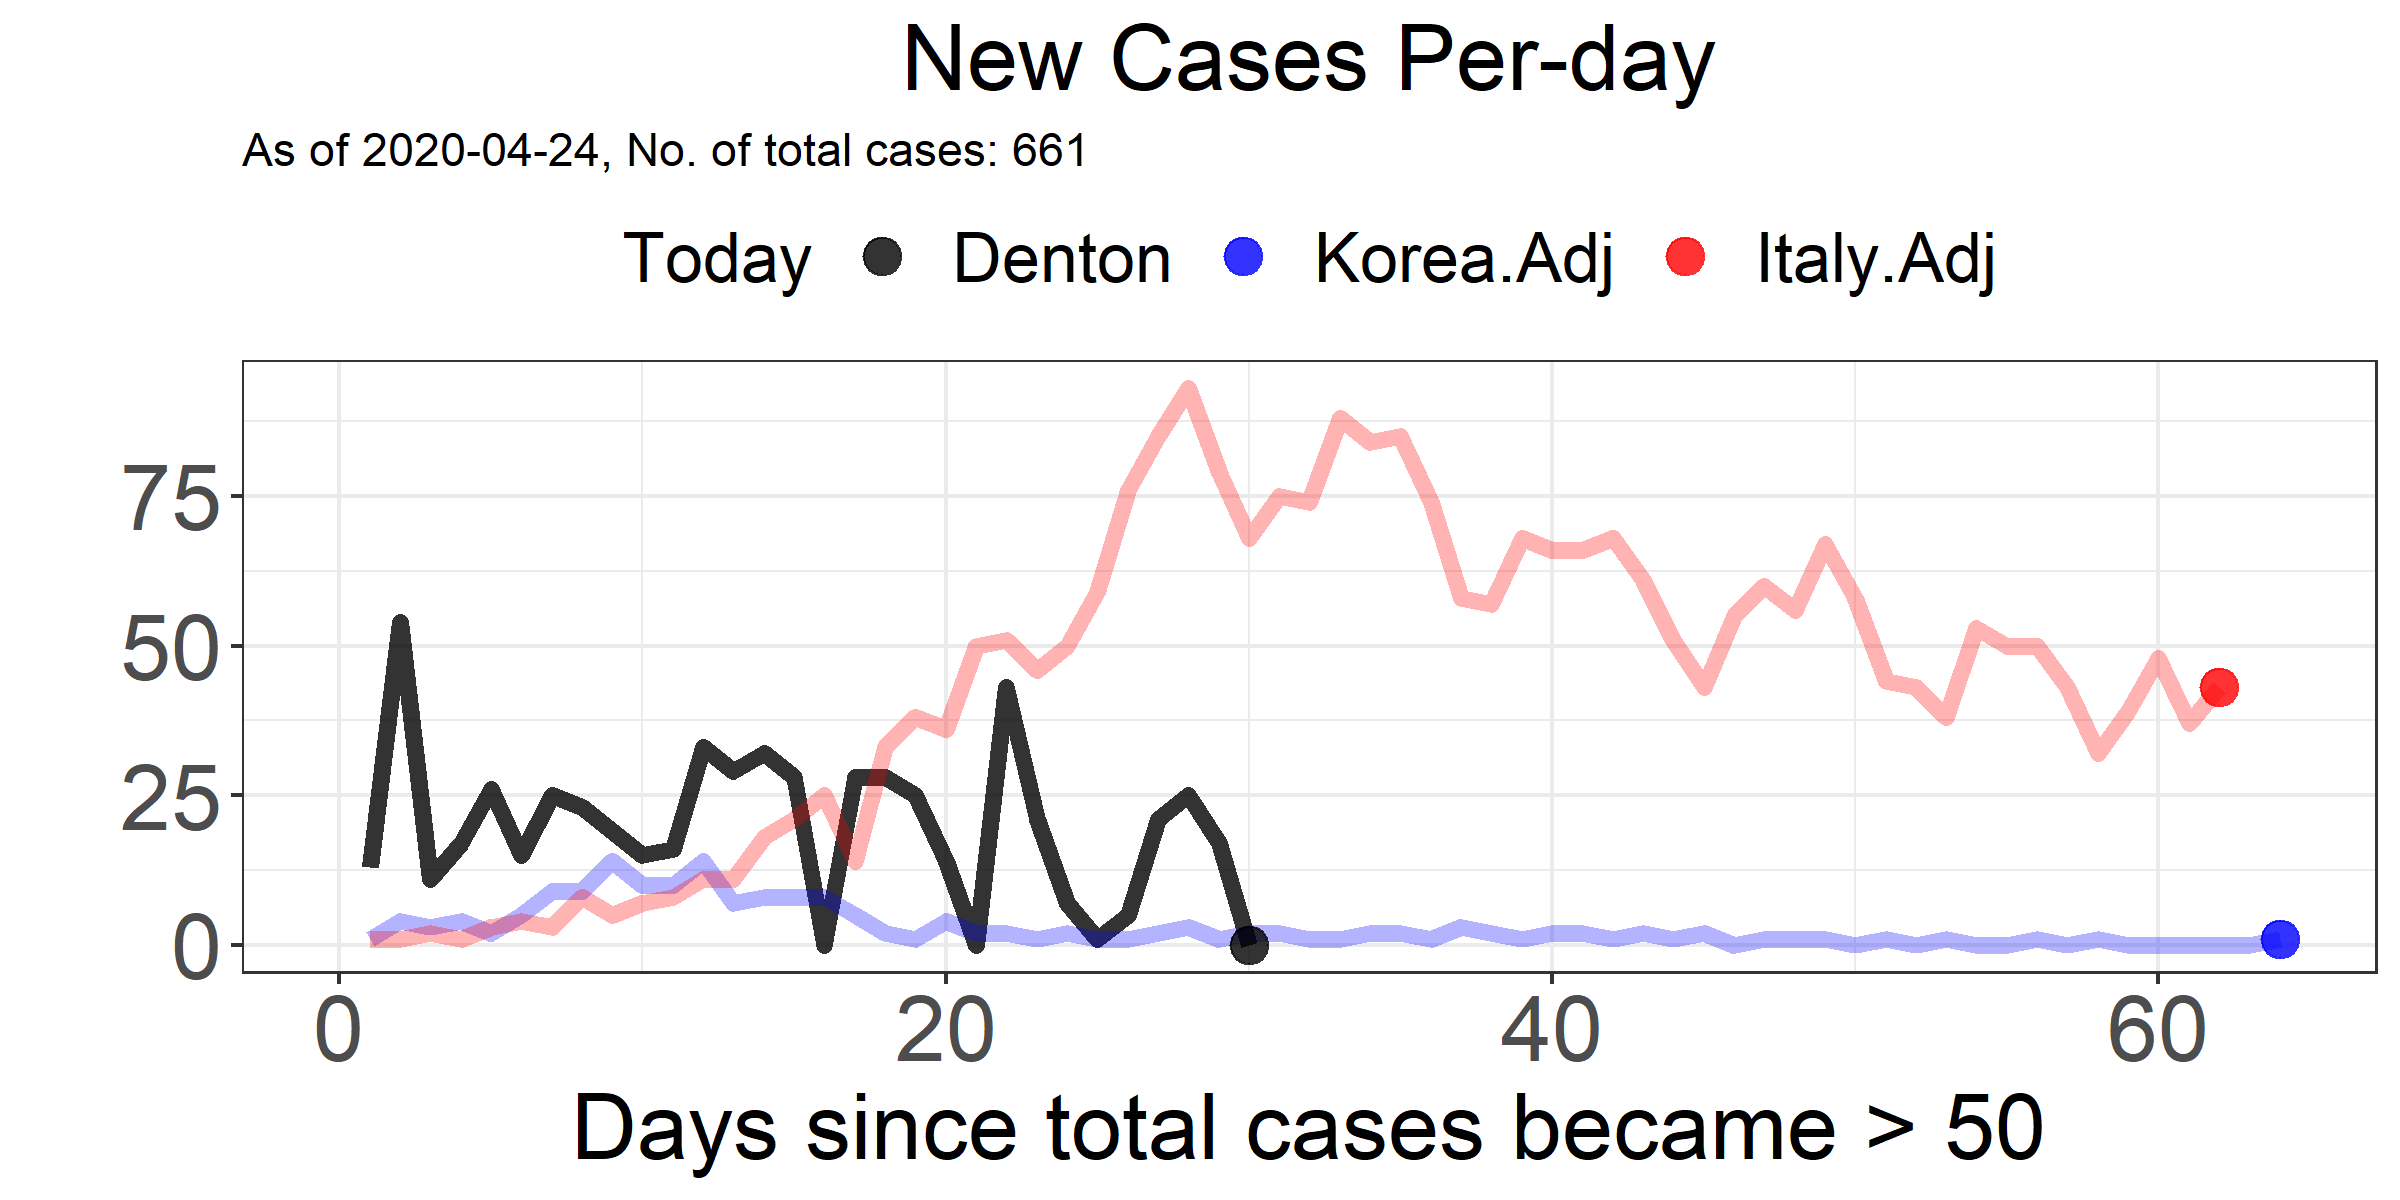 New Cases Per-day
As of 2020-04-24, No. of total cases: 661
Today Denton Korea.Adj Italy.Adj
75
50
25
0
0 20 40 60
Days since total cases became > 50